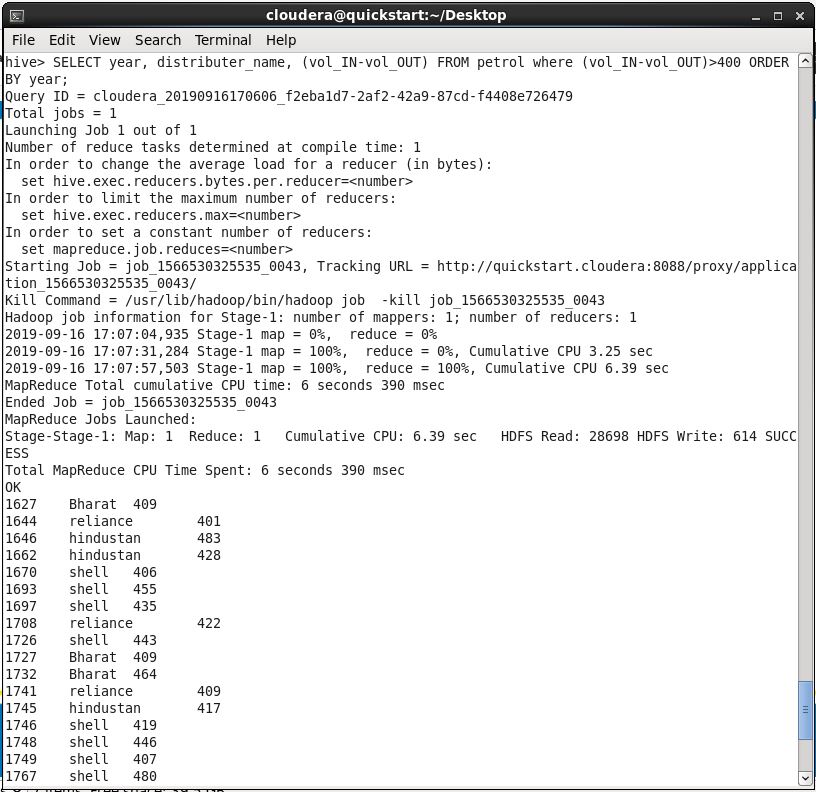 cloudera@quickstart:~/Desktop
File Edit View Search Terminal Help
hive> SELECT year, distributer_name, (vol_IN-vol_OUT) FROM petrol where (vol_IN-vol_OUT)>400 ORDER
BY year;
Query ID = cloudera_20190916170606_f2eba1d7-2af2-42a9-87cd-f4408e726479
Total jobs = 1
Launching Job 1 out of 1
Number of reduce tasks determined at compile time: 1
In order to change the average load for a reducer (in bytes):
  set hive.exec.reducers.bytes.per.reducer=<number>
In order to limit the maximum number of reducers:
  set hive.exec.reducers.max=<number>
In order to set a constant number of reducers:
  set mapreduce.job.reduces=<number>
Starting Job = job_1566530325535_0043, Tracking URL = http://quickstart.cloudera:8088/proxy/applica
tion_1566530325535_0043/
Kill Command = /usr/lib/hadoop/bin/hadoop job  -kill job_1566530325535_0043
Hadoop job information for Stage-1: number of mappers: 1; number of reducers: 1
2019-09-16 17:07:04,935 Stage-1 map = 0%,  reduce = 0%
2019-09-16 17:07:31,284 Stage-1 map = 100%,  reduce = 0%, Cumulative CPU 3.25 sec
2019-09-16 17:07:57,503 Stage-1 map = 100%,  reduce = 100%, Cumulative CPU 6.39 sec
MapReduce Total cumulative CPU time: 6 seconds 390 msec
Ended Job = job_1566530325535_0043
MapReduce Jobs Launched:
Stage-Stage-1: Map: 1  Reduce: 1   Cumulative CPU: 6.39 sec   HDFS Read: 28698 HDFS Write: 614 SUCC
ESS
Total MapReduce CPU Time Spent: 6 seconds 390 msec
OK
1627    Bharat  409
1644    reliance        401
1646    hindustan       483
1662    hindustan       428
1670    shell   406
1693    shell   455
1697    shell   435
1708    reliance        422
1726    shell   443
1727    Bharat  409
1732    Bharat  464
1741    reliance        409
1745    hindustan       417
1746    shell   419
1748    shell   446
1749    shell   407
1767    shell   480